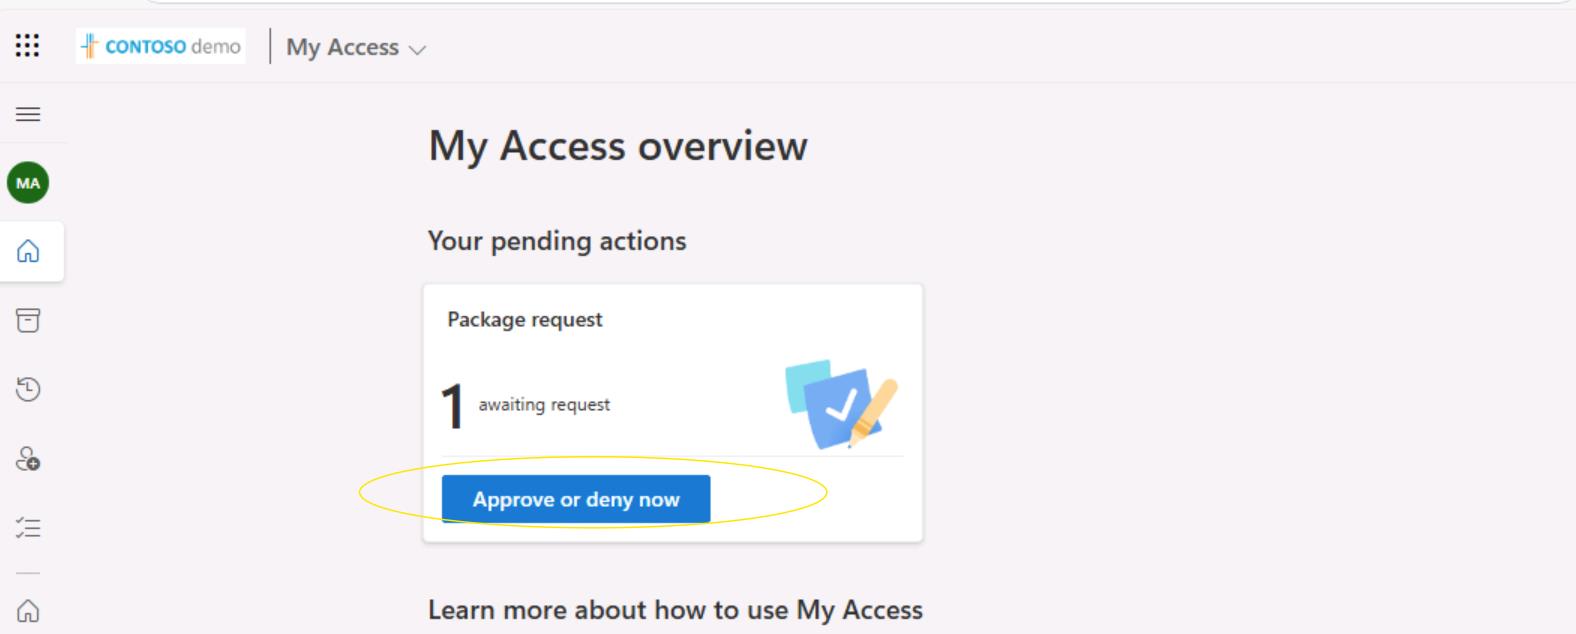 CONTOSO demo
My Access
My Access overview
MA
Your pending actions
Package request
1 awaiting request
Approve or deny now
Learn more about how to use My Access